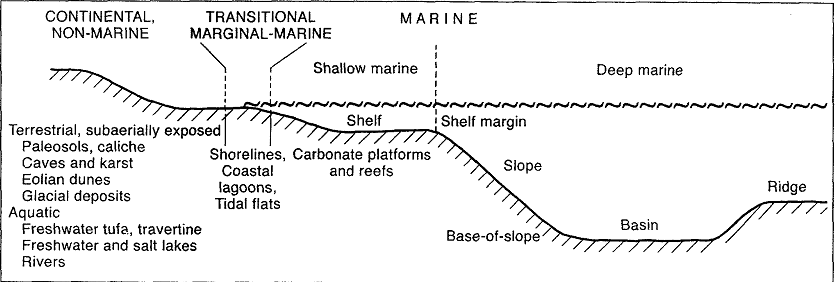 CONTINENTAL,
NON-MARINE
TRANSITIONAL
MARGINAL-MARINE
MARINE
Shallow marine
Deep marine
Shelf
Shelf margin
Terrestrial, subaerially exposed
Paleosols, caliche
Caves and karst
Eolian dunes
Glacial deposits
Aquatic
Freshwater tufa, travertine
Freshwater and salt lakes
Rivers
Shorelines,
Coastal
lagoons,
Tidal flats
Carbonate platforms
and reefs
Slope
Base-of-slope
Basin
Ridge